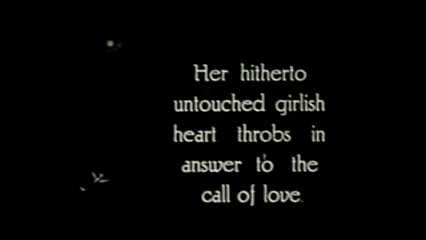 Her hitherto
untouched girlish
heart throbs in
answer to the
call of love.